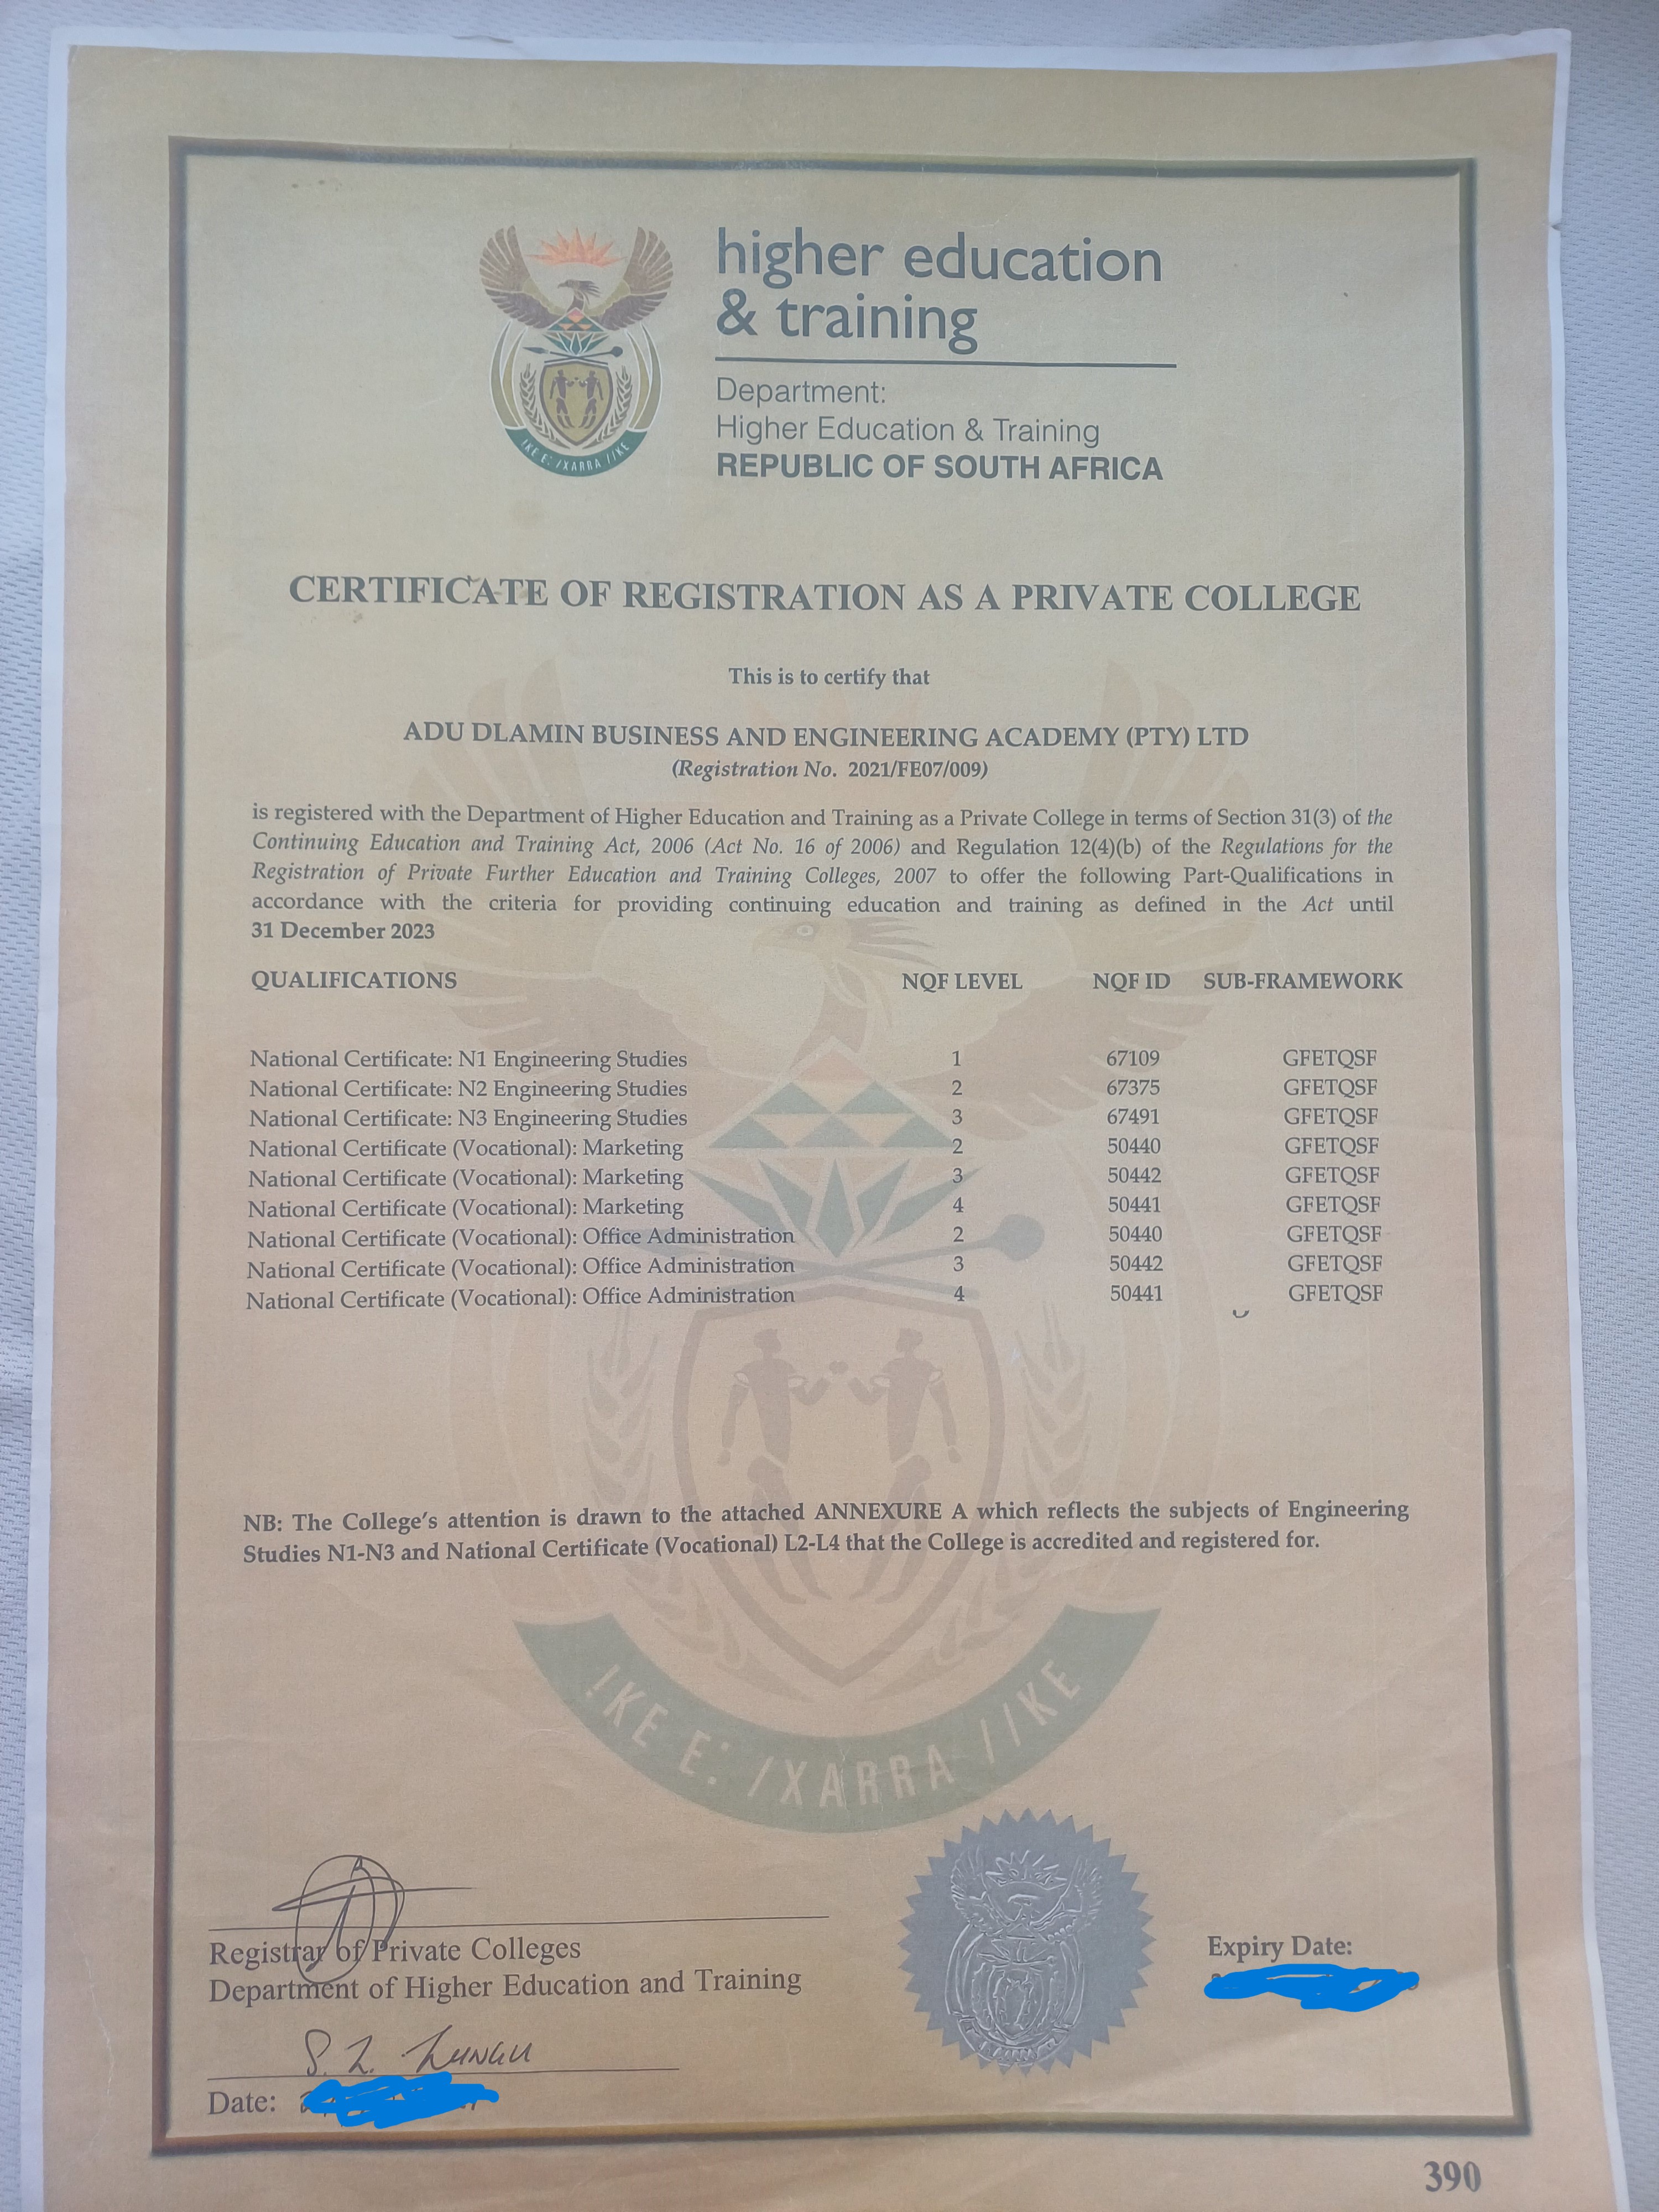 higher education
& training
Department:
Higher Education & Training
REPUBLIC OF SOUTH AFRICA
!KE E: /XARRA //KE
CERTIFICATE OF REGISTRATION AS A PRIVATE COLLEGE
This is to certify that
ADU DLAMIN BUSINESS AND ENGINEERING ACADEMY (PTY) LTD
(Registration No. 2021/FE07/009)
is registered with the Department of Higher Education and Training as a Private College in terms of Section 31(3) of the
Continuing Education and Training Act, 2006 (Act No. 16 of 2006) and Regulation 12(4)(b) of the Regulations for the
Registration of Private Further Education and Training Colleges, 2007 to offer the following Part-Qualifications in
accordance with the criteria for providing continuing education and training as defined in the Act until
31 December 2023
QUALIFICATIONS NQF LEVEL NQF ID SUB-FRAMEWORK
National Certificate: N1 Engineering Studies 1 67109 GFETQSF
National Certificate: N2 Engineering Studies 2 67375 GFETQSF
National Certificate: N3 Engineering Studies 3 67491 GFETQSF
National Certificate (Vocational): Marketing 2 50440 GFETQSF
National Certificate (Vocational): Marketing 3 50442 GFETQSF
National Certificate (Vocational): Marketing 4 50441 GFETQSF
National Certificate (Vocational): Office Administration 2 50440 GFETQSF
National Certificate (Vocational): Office Administration 3 50442 GFETQSF
National Certificate (Vocational): Office Administration 4 50441 GFETQSF
NB: The College's attention is drawn to the attached ANNEXURE A which reflects the subjects of Engineering
Studies N1-N3 and National Certificate (Vocational) L2-L4 that the College is accredited and registered for.
!KE E: /XARRA //KE
Registrar of Private Colleges
Department of Higher Education and Training
Expiry Date:
S. Z. Zungu
Date:
390